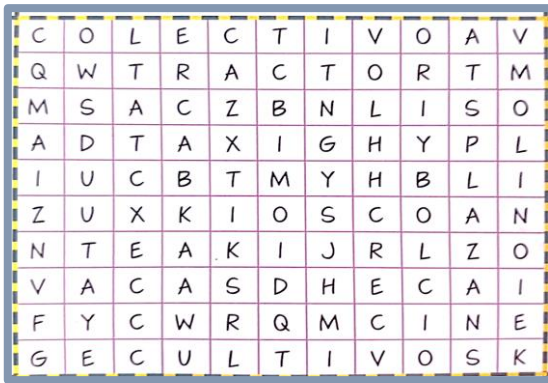 C O L E C T I V O A V
Q W T R A C T O R T M
M S A C Z B N L I S O
A D T A X I G H Y P L
I U C B T M Y H B L I
Z U X K I O S C O A N
N T E A K I J R L Z O
V A C A S D H E C A I
F Y C W R Q M C I N E
G E C U L T I V O S K